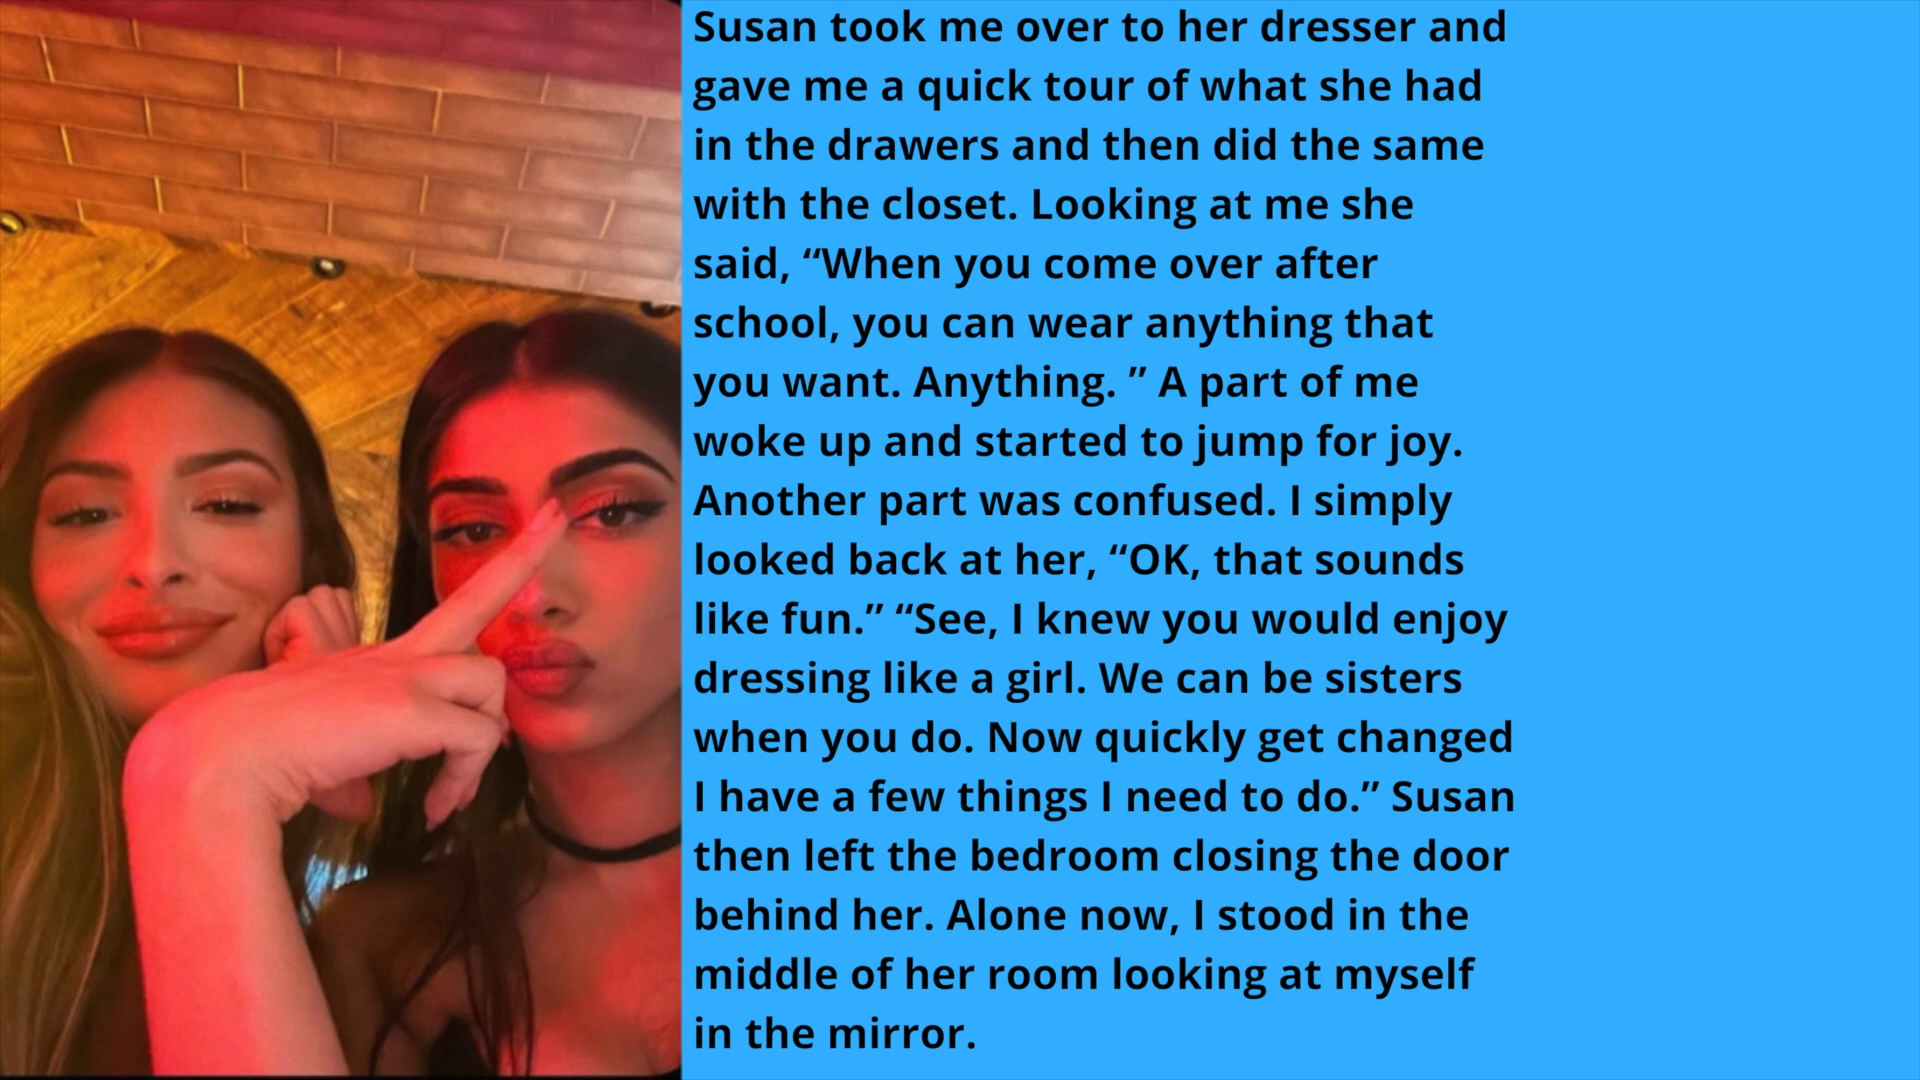 Susan took me over to her dresser and
gave me a quick tour of what she had
in the drawers and then did the same
with the closet. Looking at me she
said, “When you come over after
school, you can wear anything that
you want. Anything. ” A part of me
woke up and started to jump for joy.
Another part was confused. I simply
looked back at her, “OK, that sounds
like fun.” “See, I knew you would enjoy
dressing like a girl. We can be sisters
when you do. Now quickly get changed
I have a few things I need to do.” Susan
then left the bedroom closing the door
behind her. Alone now, I stood in the
middle of her room looking at myself
in the mirror.